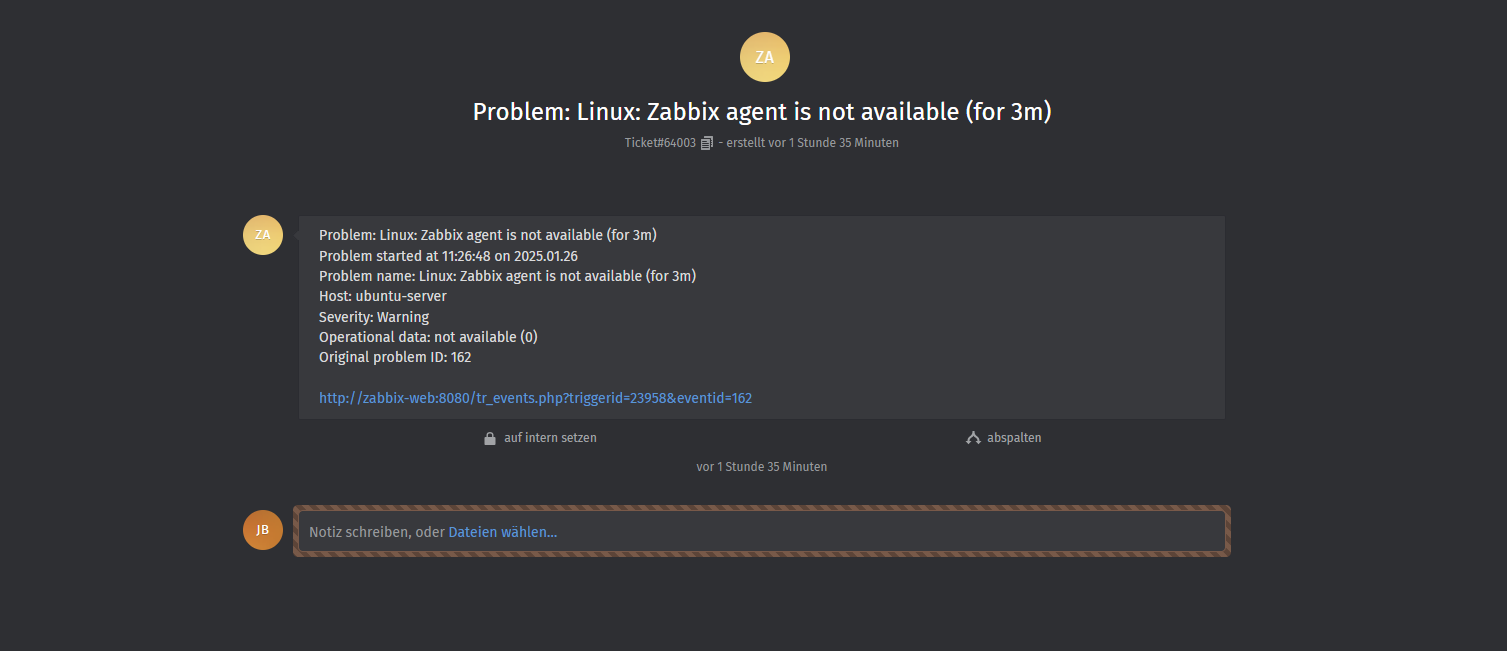 ZA
Problem: Linux: Zabbix agent is not available (for 3m)
Ticket#64003 - erstellt vor 1 Stunde 35 Minuten
ZA
Problem: Linux: Zabbix agent is not available (for 3m)
Problem started at 11:26:48 on 2025.01.26
Problem name: Linux: Zabbix agent is not available (for 3m)
Host: ubuntu-server
Severity: Warning
Operational data: not available (0)
Original problem ID: 162
http://zabbix-web:8080/tr_events.php?triggerid=23958&eventid=162
auf intern setzen abspalten
vor 1 Stunde 35 Minuten
JB
Notiz schreiben, oder Dateien wählen...